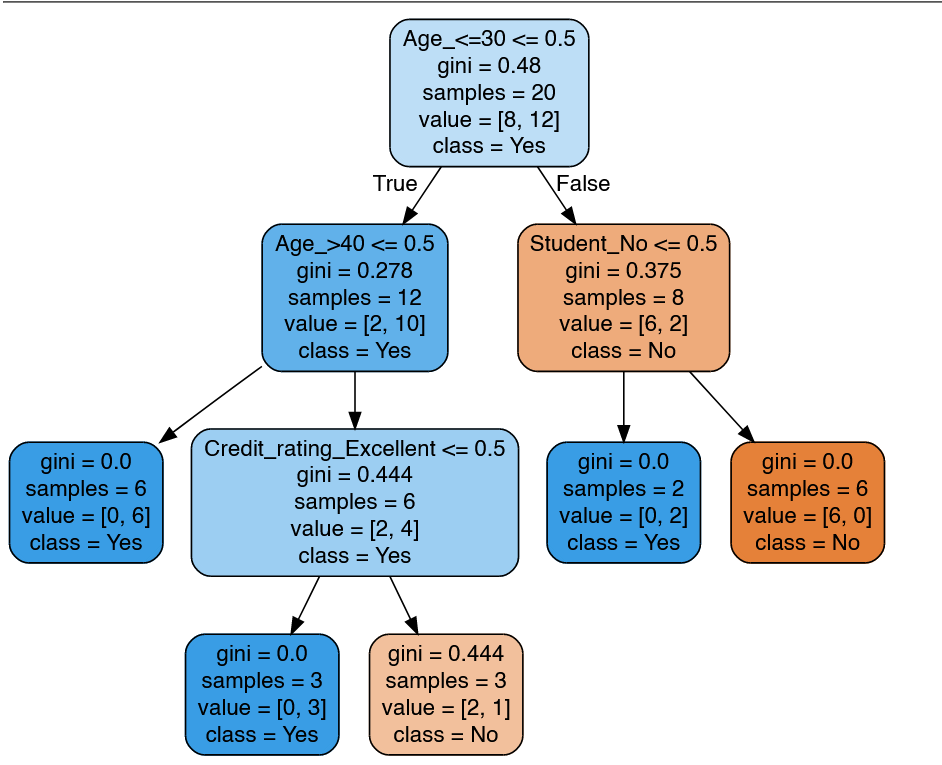 Age_<=30 <= 0.5
gini = 0.48
samples = 20
value = [8, 12]
class = Yes
True
False
Age_>40 <= 0.5
gini = 0.278
samples = 12
value = [2, 10]
class = Yes
Student_No <= 0.5
gini = 0.375
samples = 8
value = [6, 2]
class = No
gini = 0.0
samples = 6
value = [0, 6]
class = Yes
Credit_rating_Excellent <= 0.5
gini = 0.444
samples = 6
value = [2, 4]
class = Yes
gini = 0.0
samples = 2
value = [0, 2]
class = Yes
gini = 0.0
samples = 6
value = [6, 0]
class = No
gini = 0.0
samples = 3
value = [0, 3]
class = Yes
gini = 0.444
samples = 3
value = [2, 1]
class = No